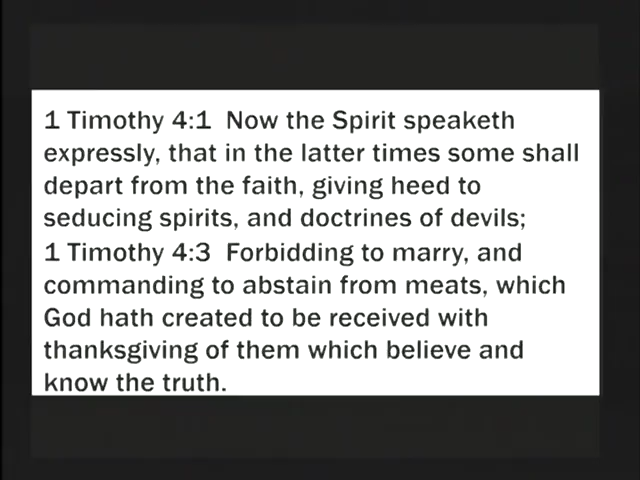 1 Timothy 4:1  Now the Spirit speaketh
expressly, that in the latter times some shall
depart from the faith, giving heed to
seducing spirits, and doctrines of devils;
1 Timothy 4:3  Forbidding to marry, and
commanding to abstain from meats, which
God hath created to be received with
thanksgiving of them which believe and
know the truth.